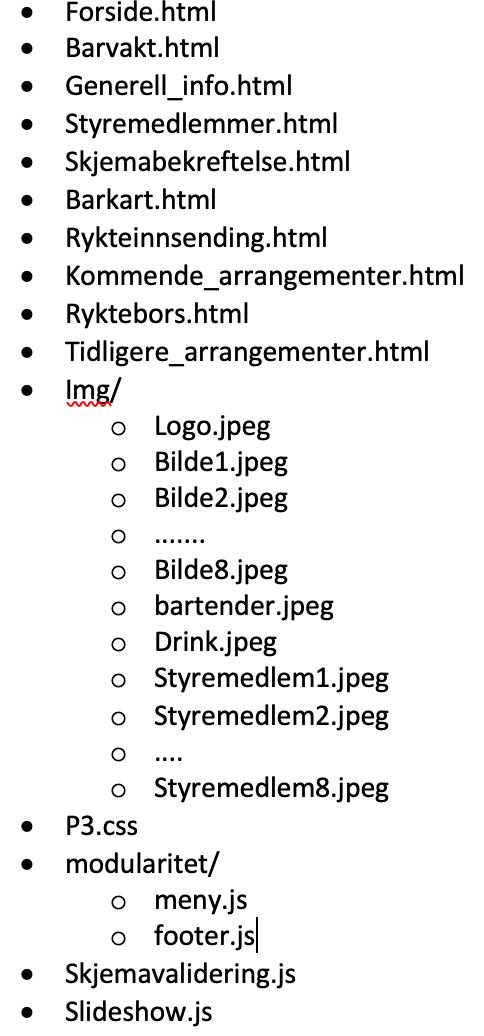 Forside.html
Barvakt.html
Generell_info.html
Styremedlemmer.html
Skjemabekreftelse.html
Barkart.html
Rykteinnsending.html
Kommende_arrangementer.html
Ryktebors.html
Tidligere_arrangementer.html
Img/
Logo.jpeg
Bilde1.jpeg
Bilde2.jpeg
.......
Bilde8.jpeg
bartender.jpeg
Drink.jpeg
Styremedlem1.jpeg
Styremedlem2.jpeg
....
Styremedlem8.jpeg
P3.css
modularitet/
meny.js
footer.js
Skjemavalidering.js
Slideshow.js